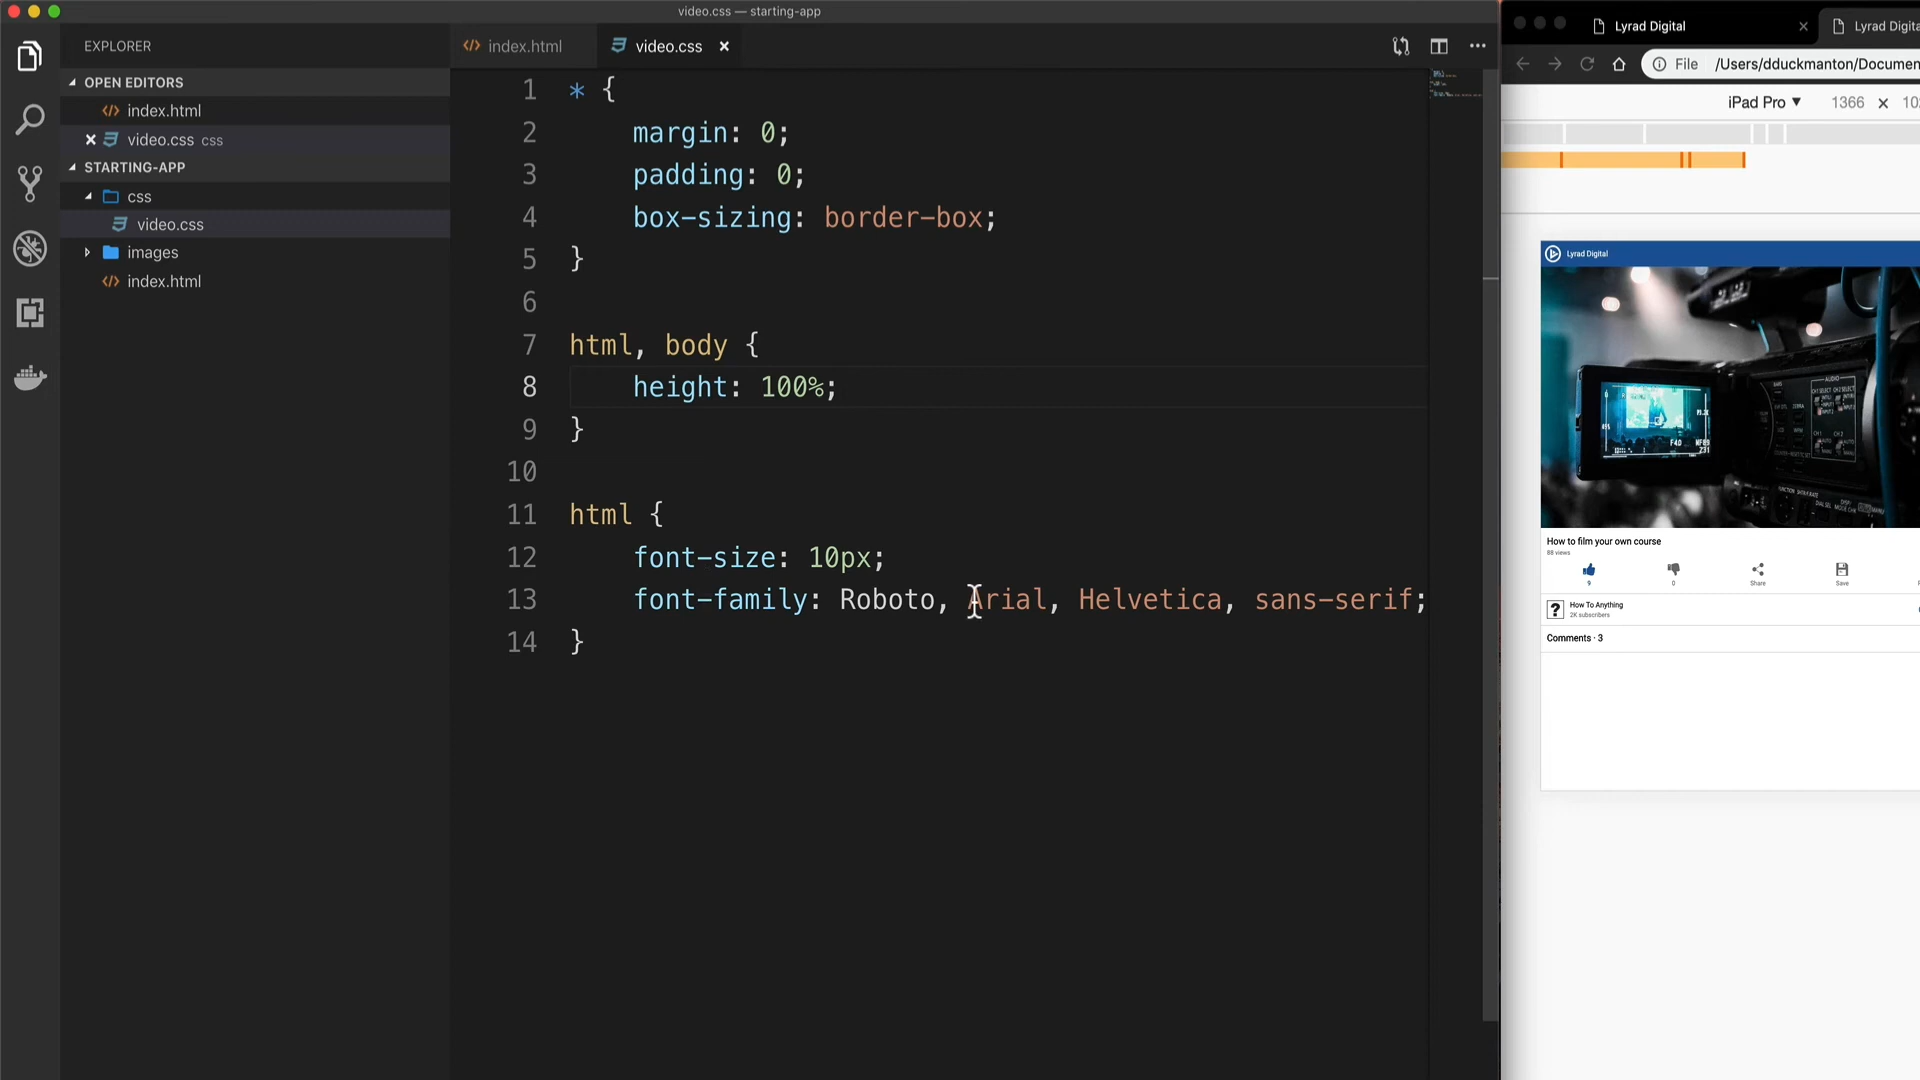 video.css — starting-app
EXPLORER
OPEN EDITORS
index.html
video.css css
STARTING-APP
css
video.css
images
index.html
index.html
video.css
1 * {
2 margin: 0;
3 padding: 0;
4 box-sizing: border-box;
5 }
6
7 html, body {
8 height: 100%;
9 }
10
11 html {
12 font-size: 10px;
13 font-family: Roboto, Arial, Helvetica, sans-serif;
14 }
Lyrad Digital
Lyrad Digita
File /Users/dduckmanton/Documen
iPad Pro 1366 × 10
Lyrad Digital
AUDIO
F4.0
How to film your own course
88 views
9
0
Share
Save
?
How To Anything
2K subscribers
Comments · 3